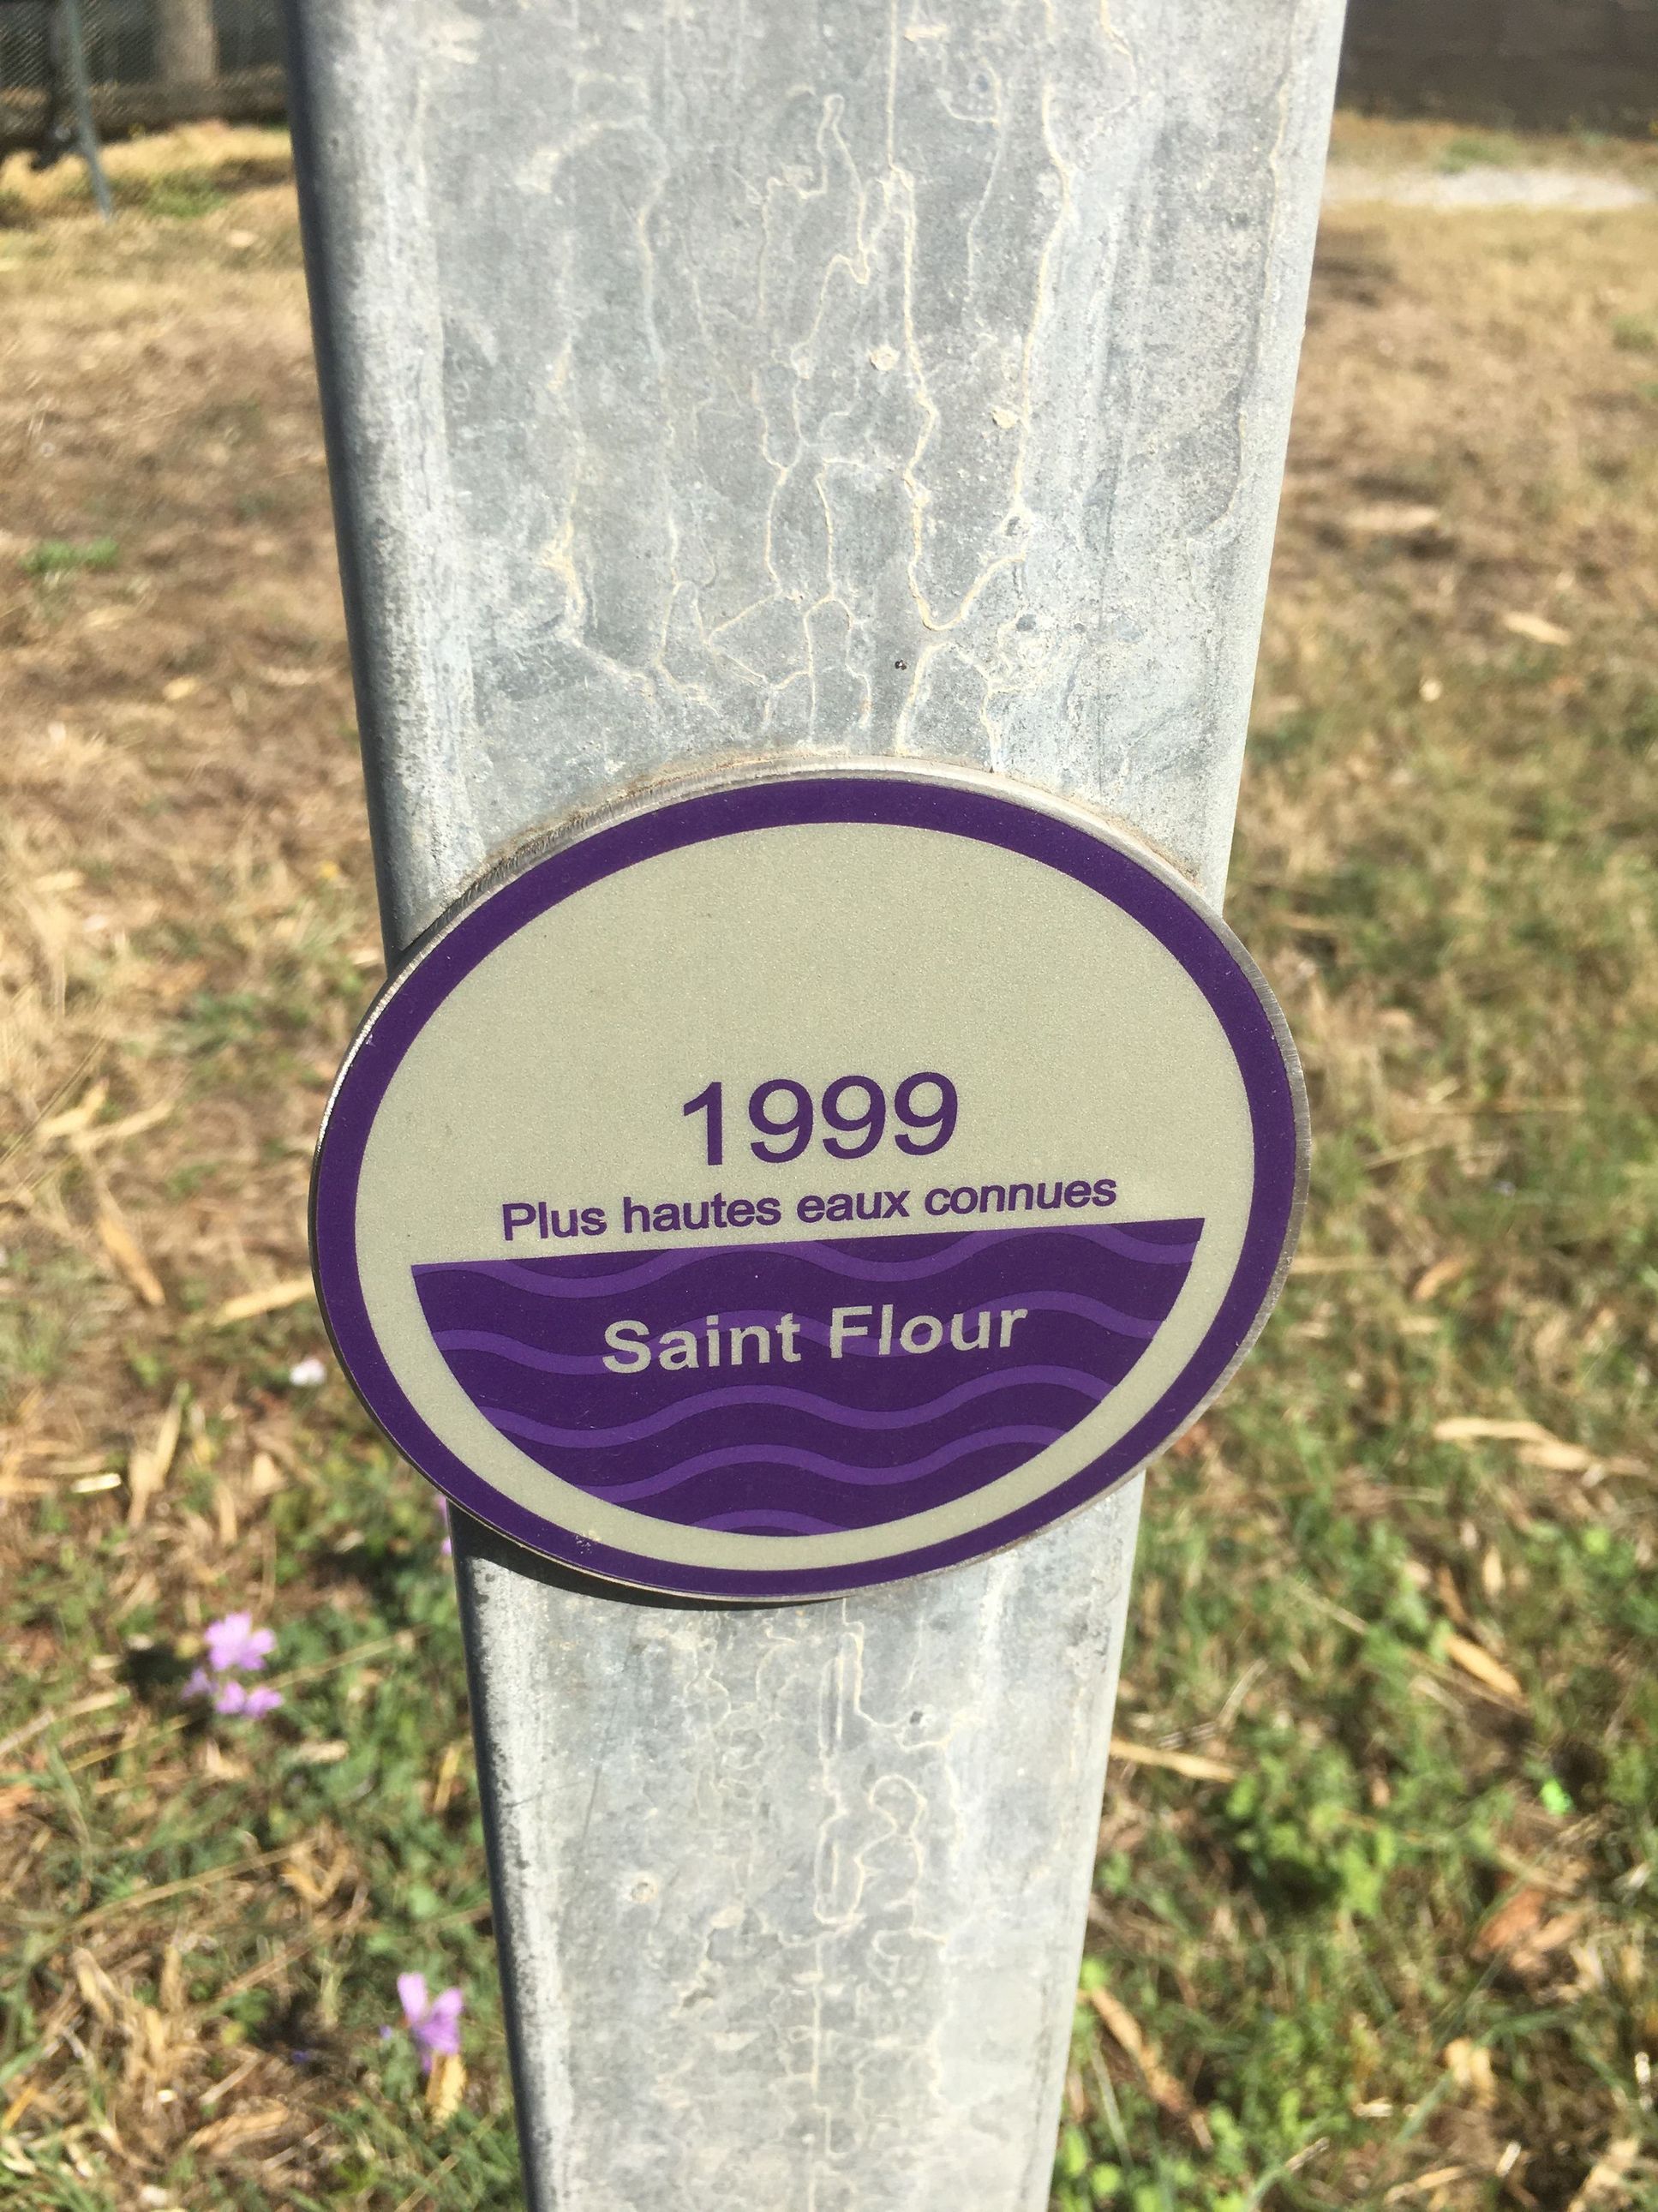 1999
Plus hautes eaux connues
Saint Flour